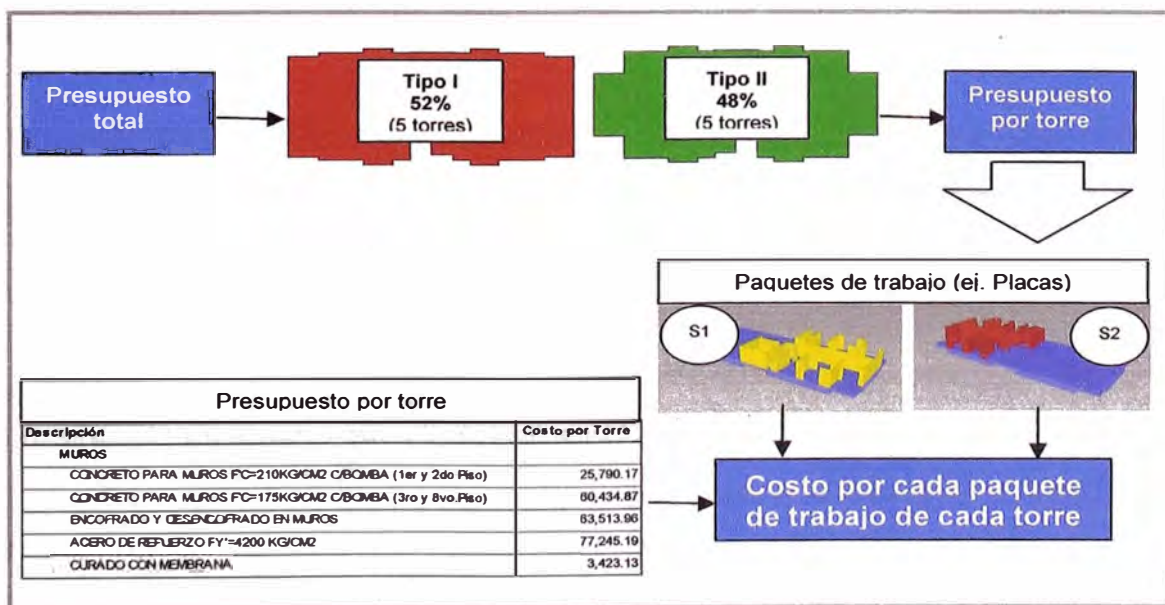 Presupuesto
total
Tipo I
52%
(5 torres)
Tipo II
48%
(5 torres)
Presupuesto
por torre
Paquetes de trabajo (ej. Placas)
S1
S2
Presupuesto por torre
Descripción Costo por Torre
MUROS
CONCRETO PARA MUROS FC=210KG/CM2 C/BOMBA (1er y 2do Piso) 25,790.17
CONCRETO PARA MUROS FC=175KG/CM2 C/BOMBA (3ro y 8vo.Piso) 60,434.87
ENCOFRADO Y DESENCOFRADO EN MUROS 63,513.96
ACERO DE REFUERZO FY'=4200 KG/CM2 77,245.19
CURADO CON MEMBRANA 3,423.13
Costo por cada paquete
de trabajo de cada torre